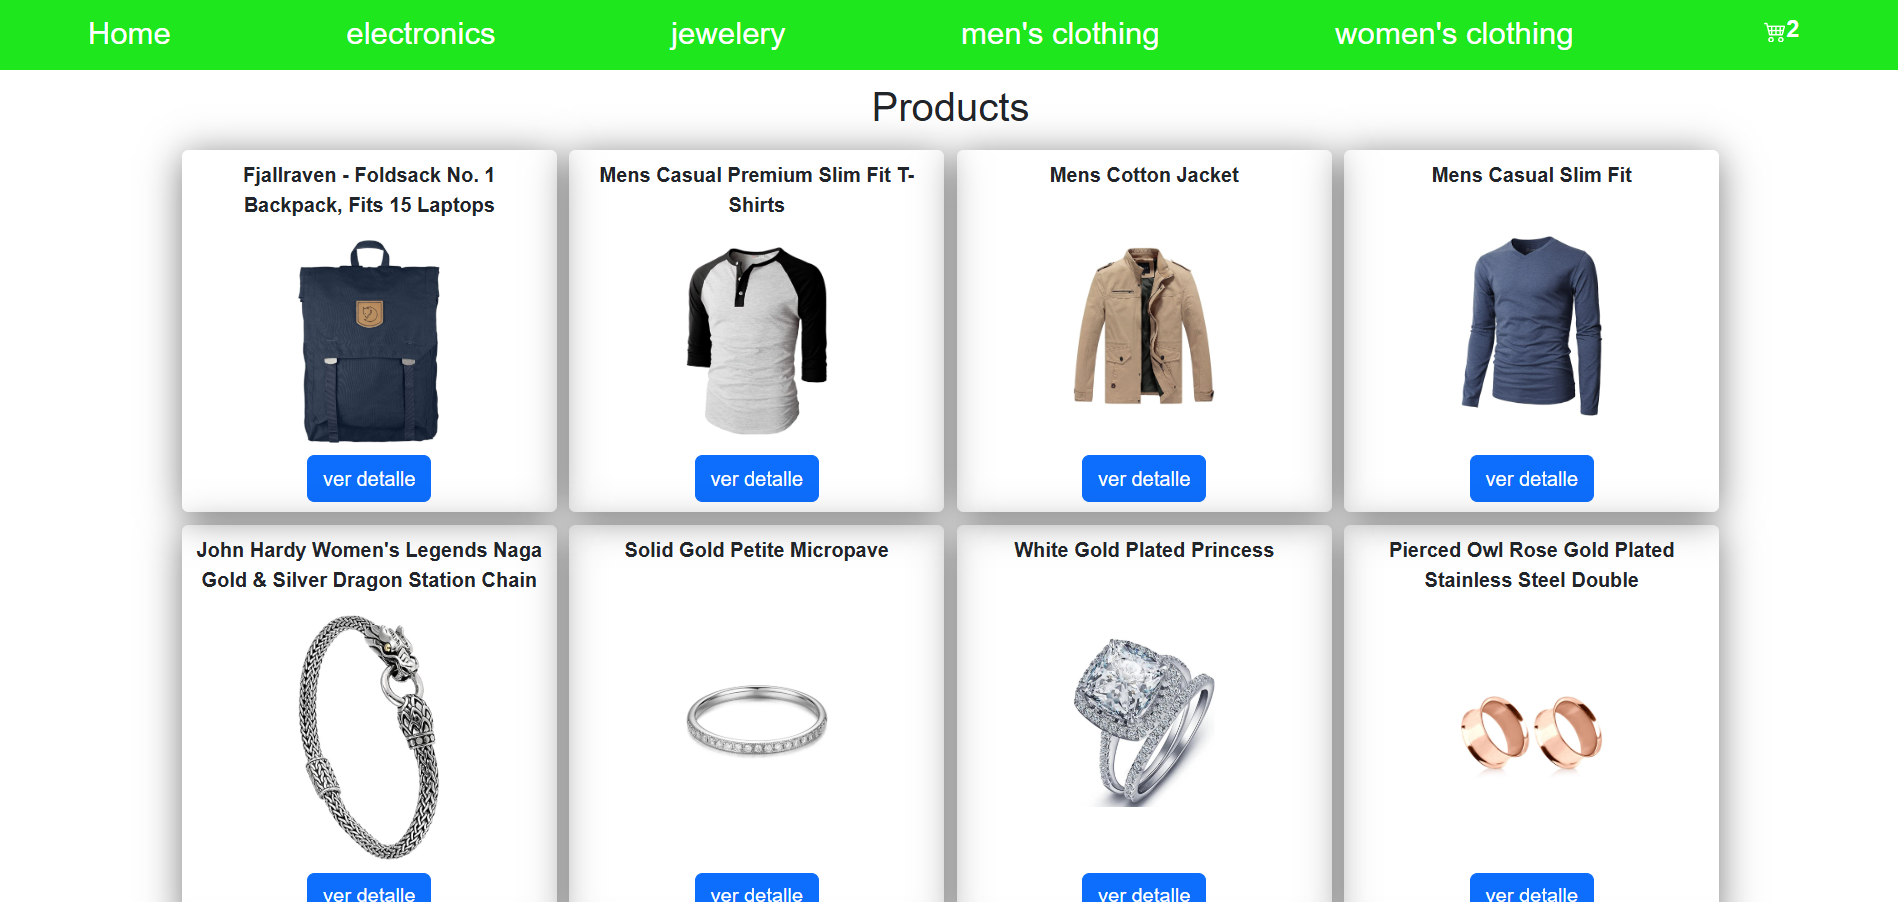 Home electronics jewelery men's clothing women's clothing 2
Products
Fjallraven - Foldsack No. 1
Backpack, Fits 15 Laptops
Mens Casual Premium Slim Fit T-
Shirts
Mens Cotton Jacket
Mens Casual Slim Fit
ver detalle
ver detalle
ver detalle
ver detalle
John Hardy Women's Legends Naga
Gold & Silver Dragon Station Chain
Solid Gold Petite Micropave
White Gold Plated Princess
Pierced Owl Rose Gold Plated
Stainless Steel Double
ver detalle
ver detalle
ver detalle
ver detalle